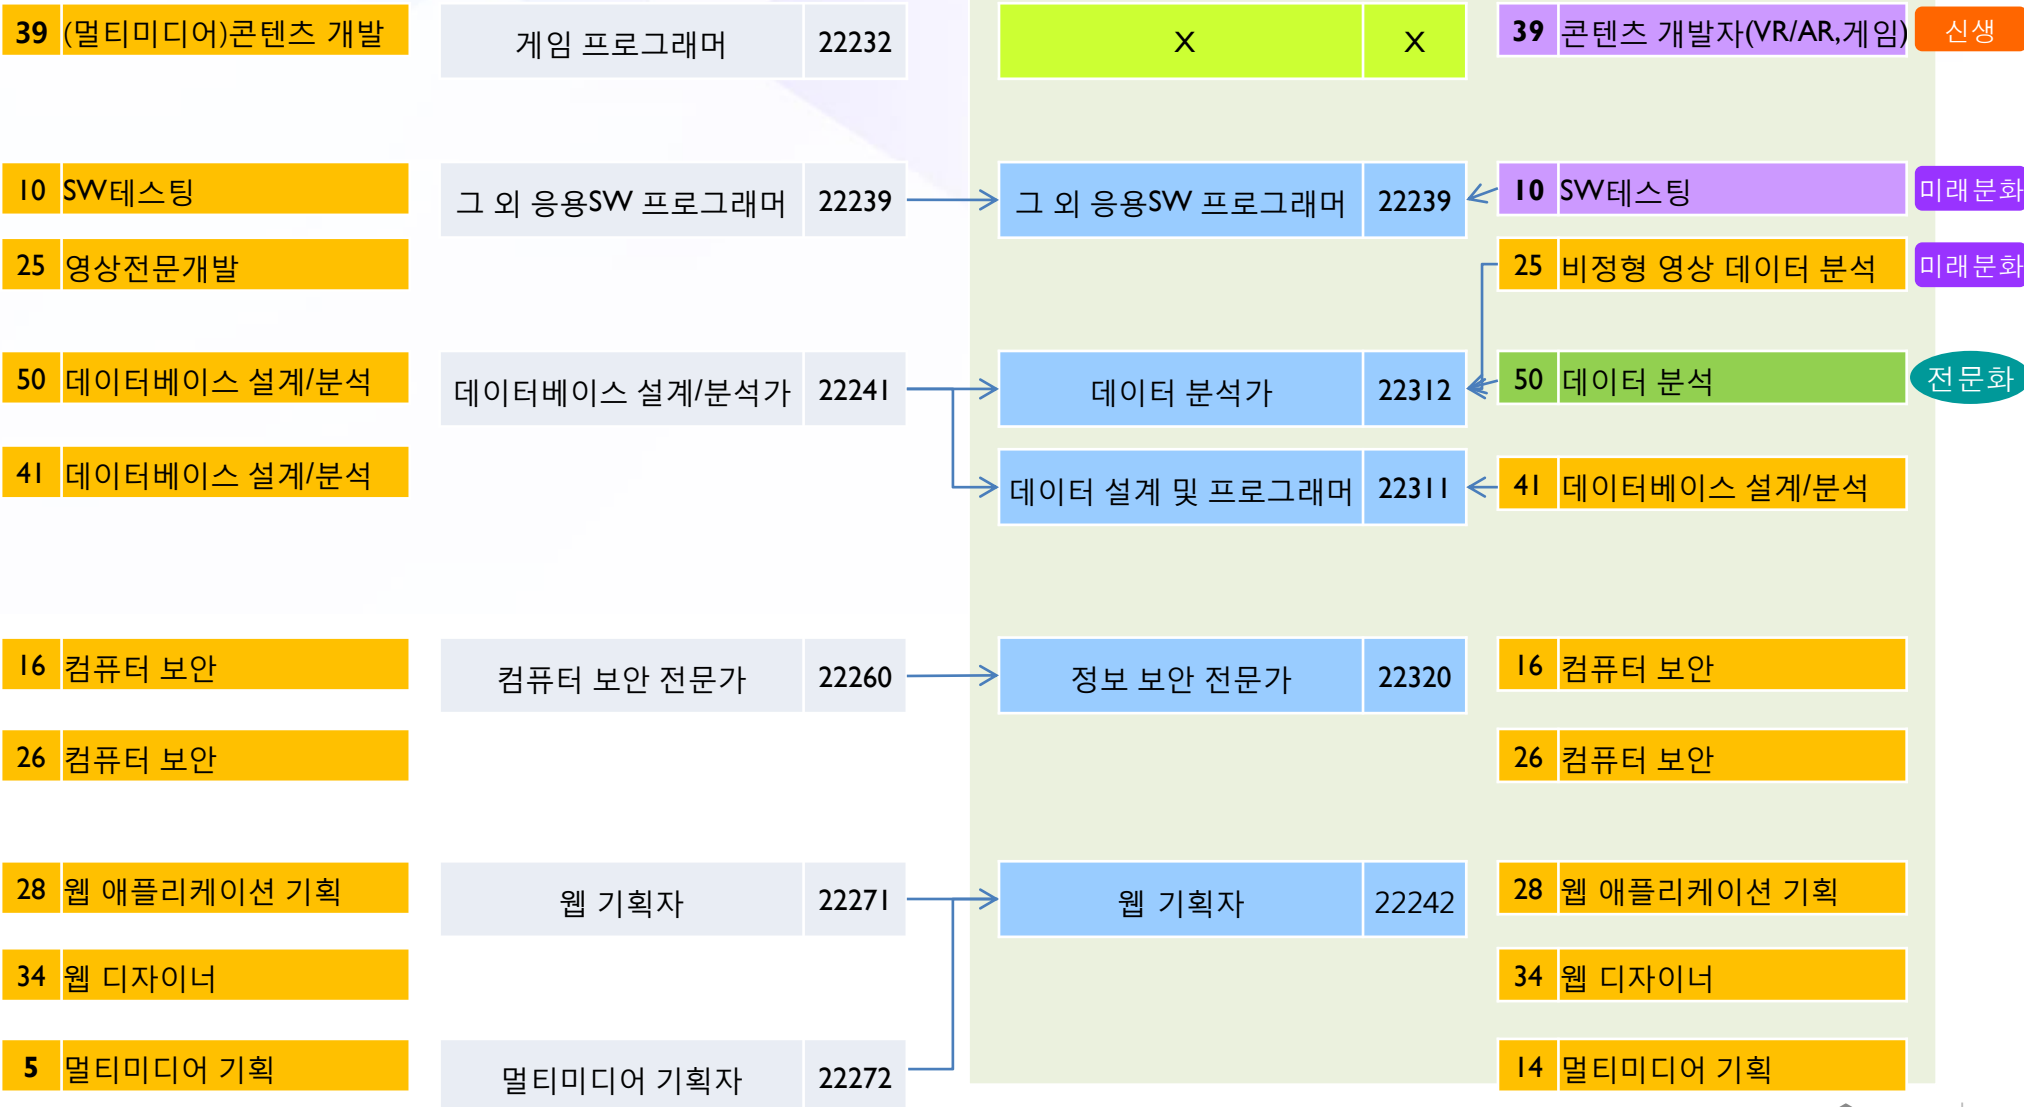 39 (멀티미디어)콘텐츠 개발 게임 프로그래머 22232 X X 39 콘텐츠 개발자(VR/AR,게임) 신생
10 SW테스팅 그 외 응용SW 프로그래머 22239 그 외 응용SW 프로그래머 22239 10 SW테스팅 미래분화
25 영상전문개발 25 비정형 영상 데이터 분석 미래분화
50 데이터베이스 설계/분석 데이터베이스 설계/분석가 22241 데이터 분석가 22312 50 데이터 분석 전문화
41 데이터베이스 설계/분석 데이터 설계 및 프로그래머 22311 41 데이터베이스 설계/분석
16 컴퓨터 보안 컴퓨터 보안 전문가 22260 정보 보안 전문가 22320 16 컴퓨터 보안
26 컴퓨터 보안 26 컴퓨터 보안
28 웹 애플리케이션 기획 웹 기획자 22271 웹 기획자 22242 28 웹 애플리케이션 기획
34 웹 디자이너 34 웹 디자이너
5 멀티미디어 기획 멀티미디어 기획자 22272 14 멀티미디어 기획